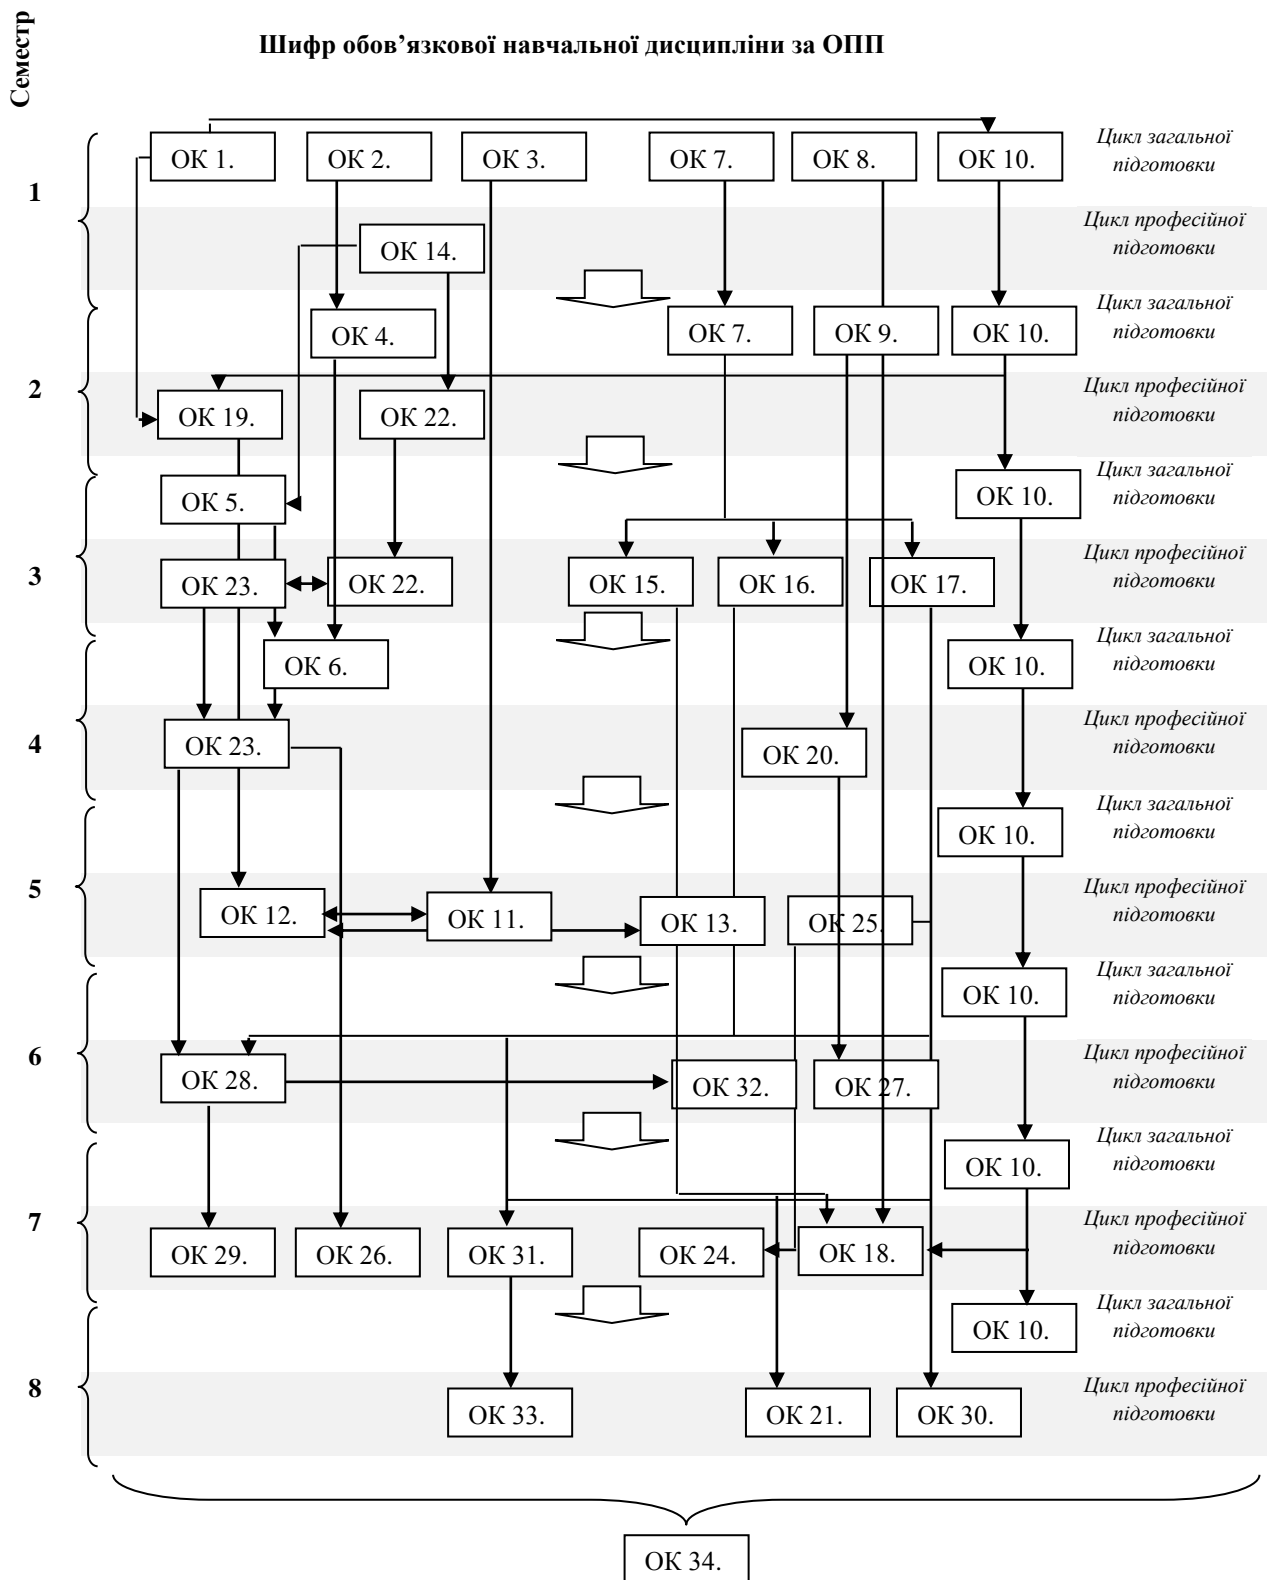 Семестр
Шифр обов’язкової навчальної дисципліни за ОПП
1
ОК 1.
ОК 2.
ОК 3.
ОК 7.
ОК 8.
ОК 10.
Цикл загальної
підготовки
ОК 14.
Цикл професійної
підготовки
2
ОК 4.
ОК 7.
ОК 9.
ОК 10.
Цикл загальної
підготовки
ОК 19.
ОК 22.
Цикл професійної
підготовки
3
ОК 5.
ОК 10.
Цикл загальної
підготовки
ОК 23.
ОК 22.
ОК 15.
ОК 16.
ОК 17.
Цикл професійної
підготовки
4
ОК 6.
ОК 10.
Цикл загальної
підготовки
ОК 23.
ОК 20.
Цикл професійної
підготовки
5
ОК 10.
Цикл загальної
підготовки
ОК 12.
ОК 11.
ОК 13.
ОК 25.
Цикл професійної
підготовки
6
ОК 10.
Цикл загальної
підготовки
ОК 28.
ОК 32.
ОК 27.
Цикл професійної
підготовки
7
ОК 10.
Цикл загальної
підготовки
ОК 29.
ОК 26.
ОК 31.
ОК 24.
ОК 18.
Цикл професійної
підготовки
8
ОК 10.
Цикл загальної
підготовки
ОК 33.
ОК 21.
ОК 30.
Цикл професійної
підготовки
ОК 34.